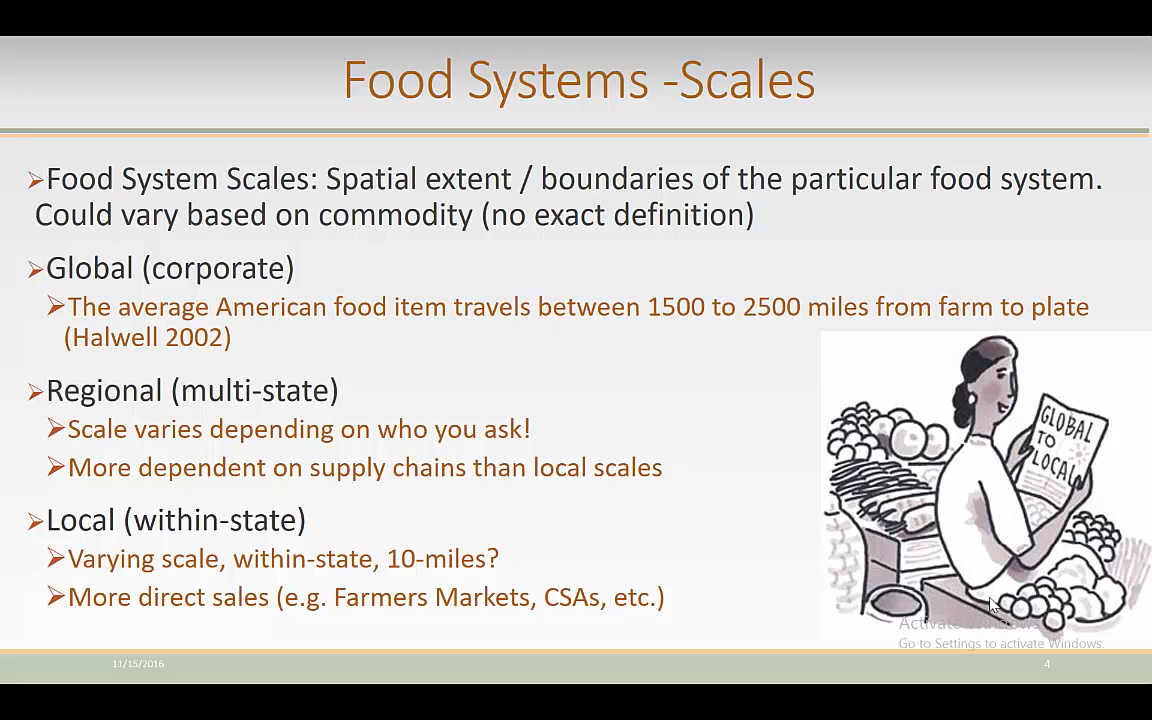 Food Systems -Scales
➢Food System Scales: Spatial extent / boundaries of the particular food system.
Could vary based on commodity (no exact definition)
➢Global (corporate)
➢The average American food item travels between 1500 to 2500 miles from farm to plate
(Halwell 2002)
➢Regional (multi-state)
➢Scale varies depending on who you ask!
➢More dependent on supply chains than local scales
➢Local (within-state)
➢Varying scale, within-state, 10-miles?
➢More direct sales (e.g. Farmers Markets, CSAs, etc.)
GLOBAL
TO
LOCAL
Activate Windows
Go to Settings to activate Windows.
11/15/2016
4